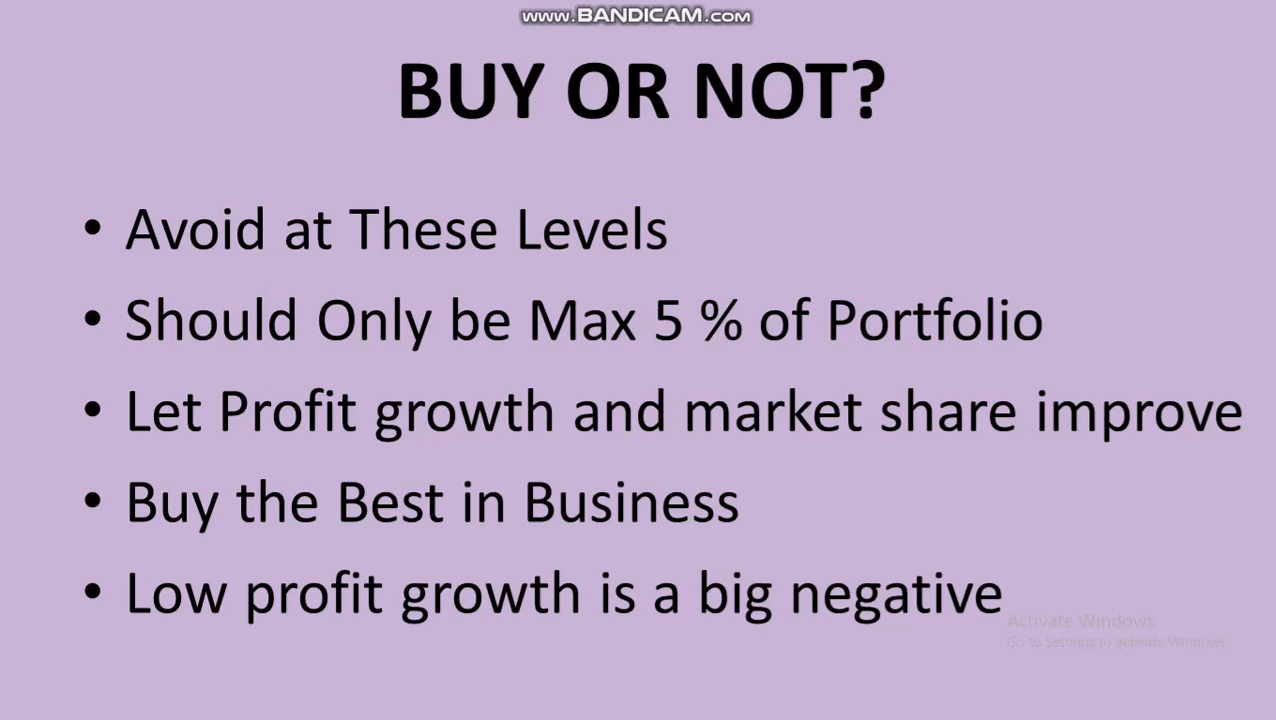 www.BANDICAM.com
BUY OR NOT?
• Avoid at These Levels
• Should Only be Max 5 % of Portfolio
• Let Profit growth and market share improve
• Buy the Best in Business
• Low profit growth is a big negative
Activate Windows
Go to Settings to activate Windows.